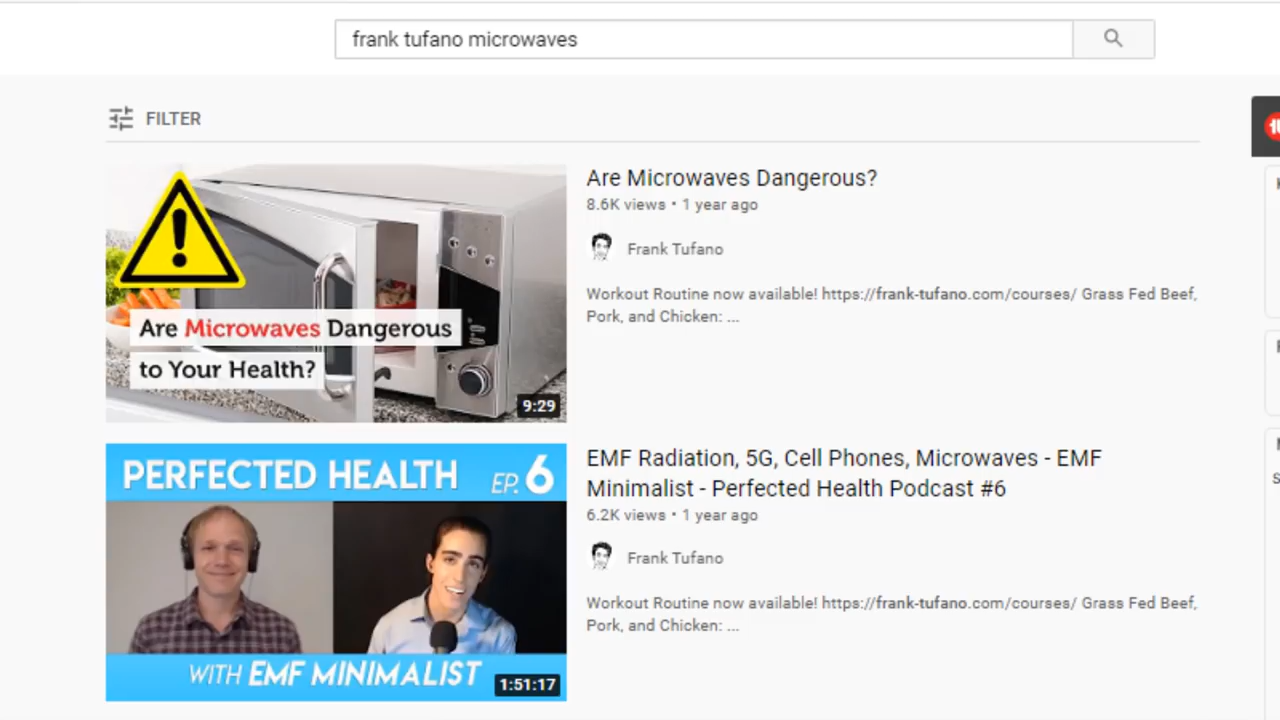 frank tufano microwaves
FILTER
Are Microwaves Dangerous
to Your Health?
9:29
Are Microwaves Dangerous?
8.6K views • 1 year ago
Frank Tufano
Workout Routine now available! https://frank-tufano.com/courses/ Grass Fed Beef,
Pork, and Chicken: ...
PERFECTED HEALTH EP. 6
WITH EMF MINIMALIST
1:51:17
EMF Radiation, 5G, Cell Phones, Microwaves - EMF
Minimalist - Perfected Health Podcast #6
6.2K views • 1 year ago
Frank Tufano
Workout Routine now available! https://frank-tufano.com/courses/ Grass Fed Beef,
Pork, and Chicken: ...